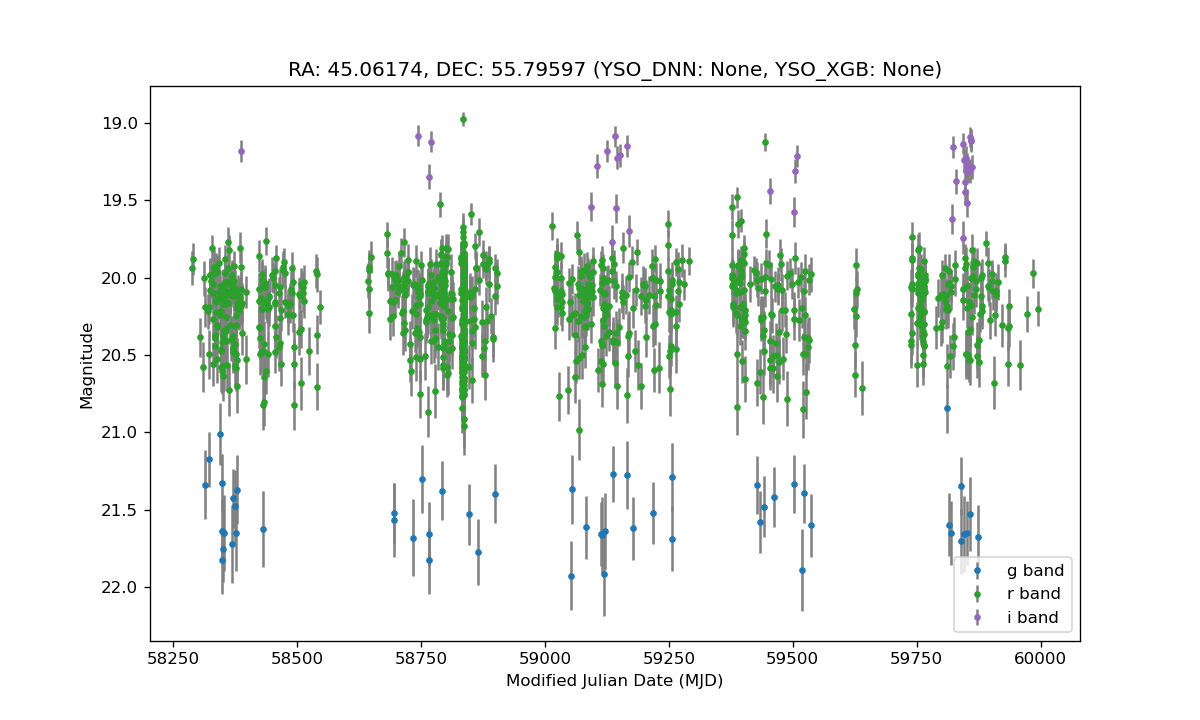 RA: 45.06174, DEC: 55.79597 (YSO_DNN: None, YSO_XGB: None)
19.0
19.5
20.0
20.5
21.0
21.5
22.0
Magnitude
58250
58500
58750
59000
59250
59500
59750
60000
Modified Julian Date (MJD)
g band
r band
i band